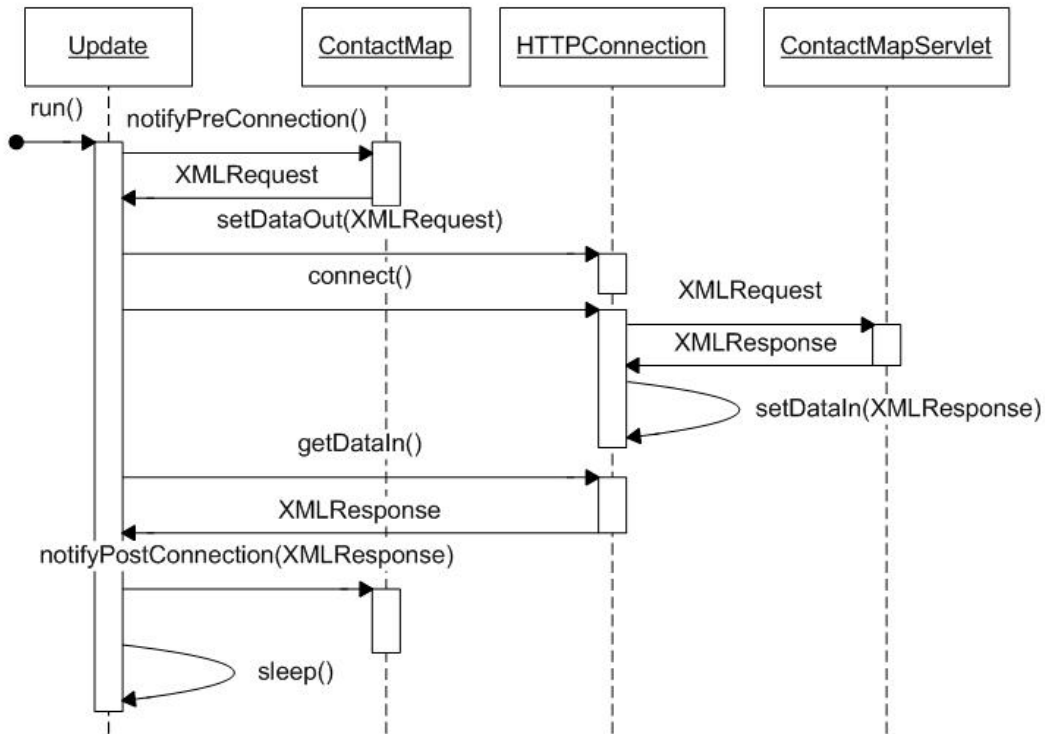 Update
ContactMap
HTTPConnection
ContactMapServlet
run()
notifyPreConnection()
XMLRequest
setDataOut(XMLRequest)
connect()
XMLRequest
XMLResponse
setDataIn(XMLResponse)
getDataIn()
XMLResponse
notifyPostConnection(XMLResponse)
sleep()